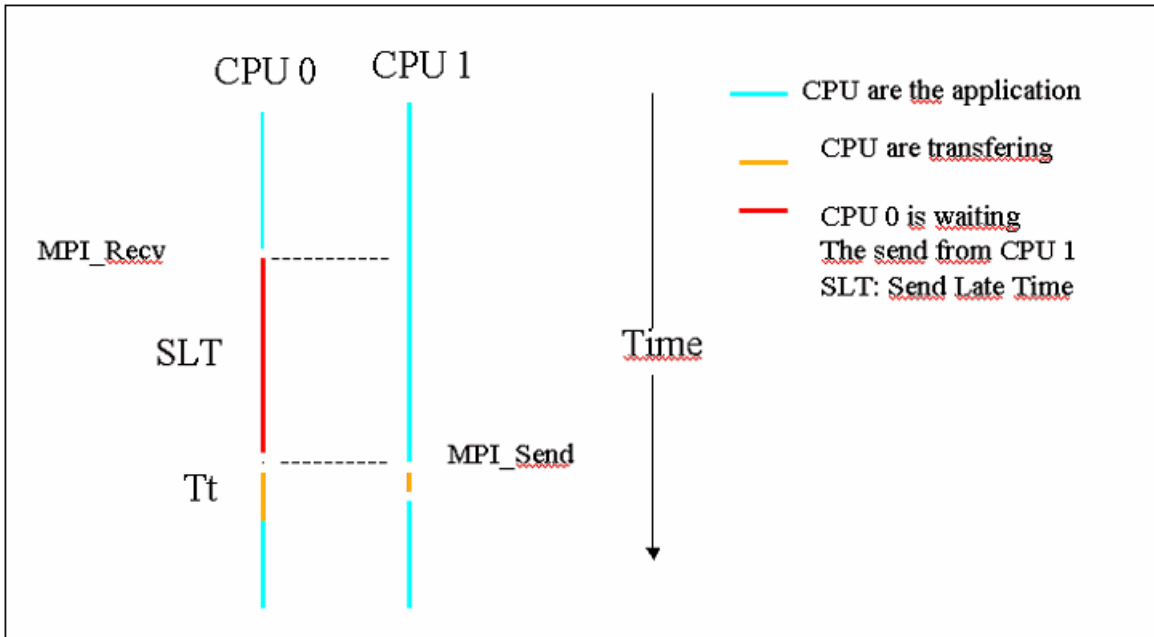 CPU 0
CPU 1
CPU are the application
CPU are transfering
CPU 0 is waiting
The send from CPU 1
SLT: Send Late Time
MPI_Recv
SLT
Time
MPI_Send
Tt